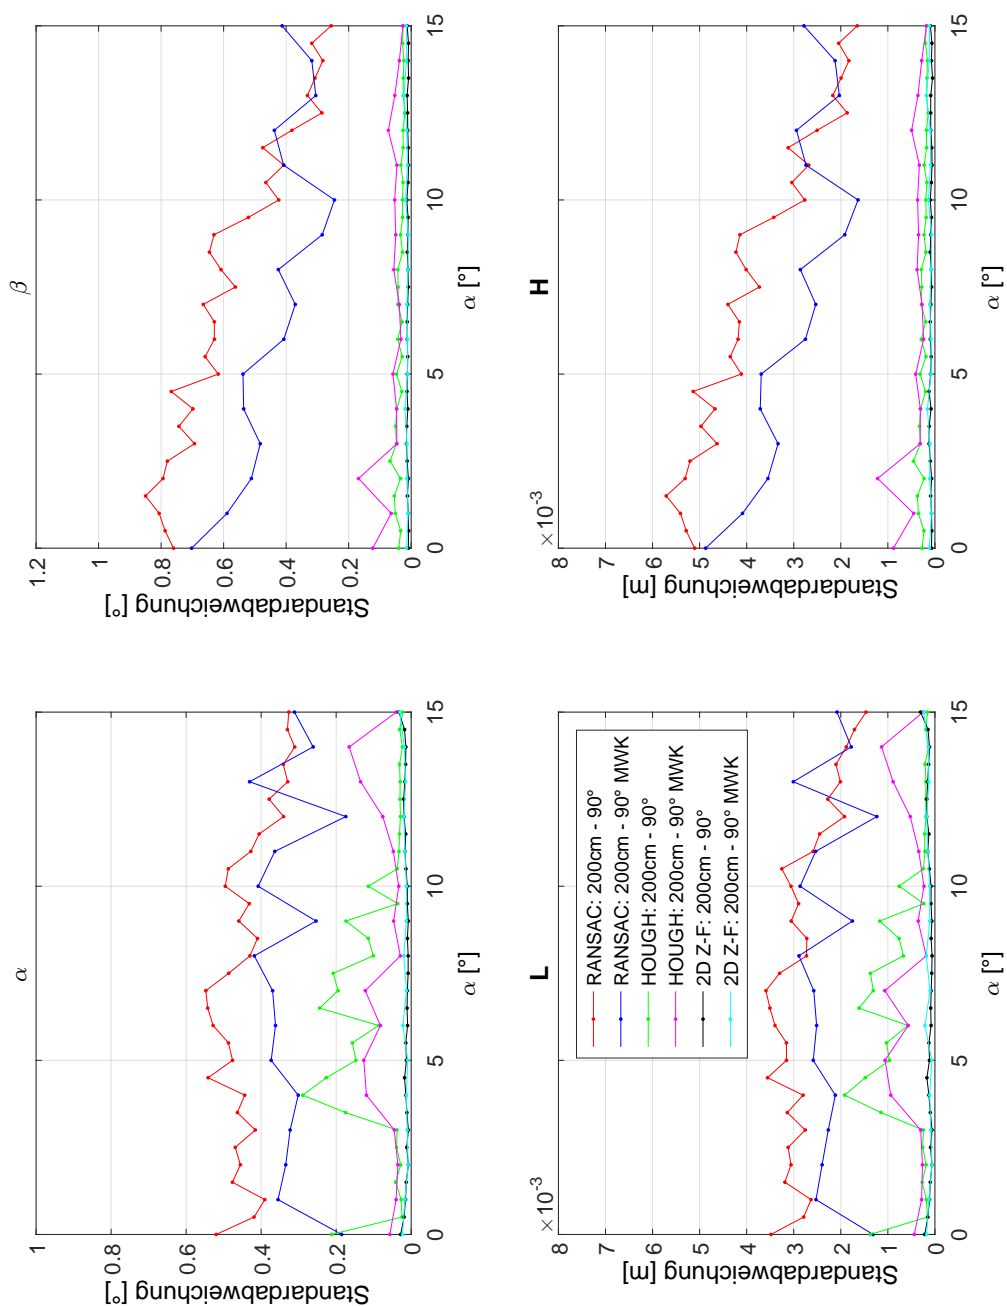 α
Standardabweichung [°]
1
0.8
0.6
0.4
0.2
0
0
5
10
15
α [°]
β
Standardabweichung [°]
1.2
1
0.8
0.6
0.4
0.2
0
0
5
10
15
α [°]
L
×10⁻³
Standardabweichung [m]
8
7
6
5
4
3
2
1
0
0
5
10
15
α [°]
RANSAC: 200cm - 90°
RANSAC: 200cm - 90° MWK
HOUGH: 200cm - 90°
HOUGH: 200cm - 90° MWK
2D Z-F: 200cm - 90°
2D Z-F: 200cm - 90° MWK
H
×10⁻³
Standardabweichung [m]
8
7
6
5
4
3
2
1
0
0
5
10
15
α [°]